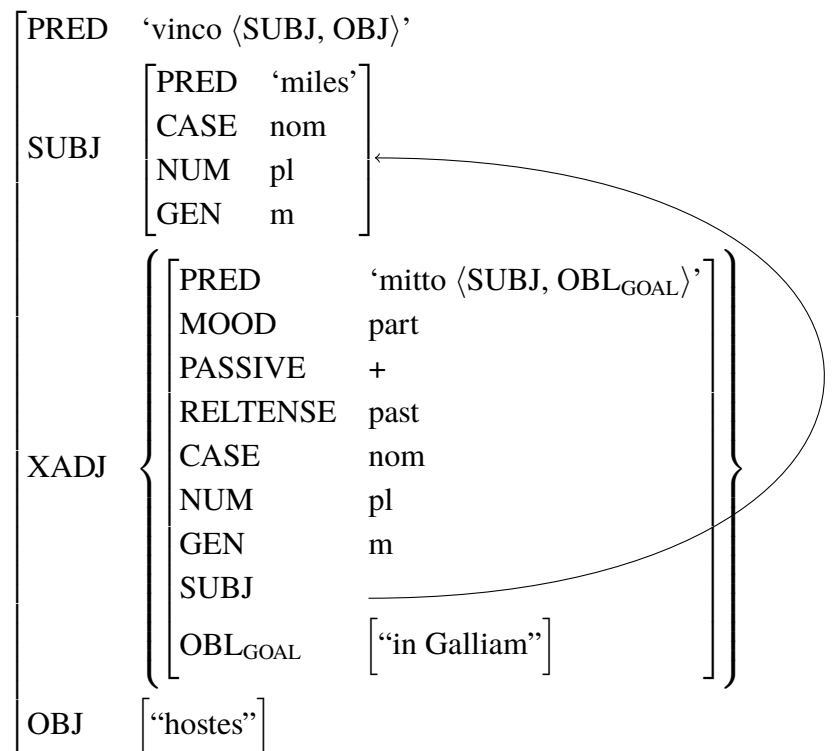 PRED ‘vinco ⟨SUBJ, OBJ⟩’
SUBJ
PRED ‘miles’
CASE nom
NUM pl
GEN m
XADJ
PRED ‘mitto ⟨SUBJ, OBL_GOAL⟩’
MOOD part
PASSIVE +
RELTENSE past
CASE nom
NUM pl
GEN m
SUBJ
OBL_GOAL [“in Galliam”]
OBJ [“hostes”]